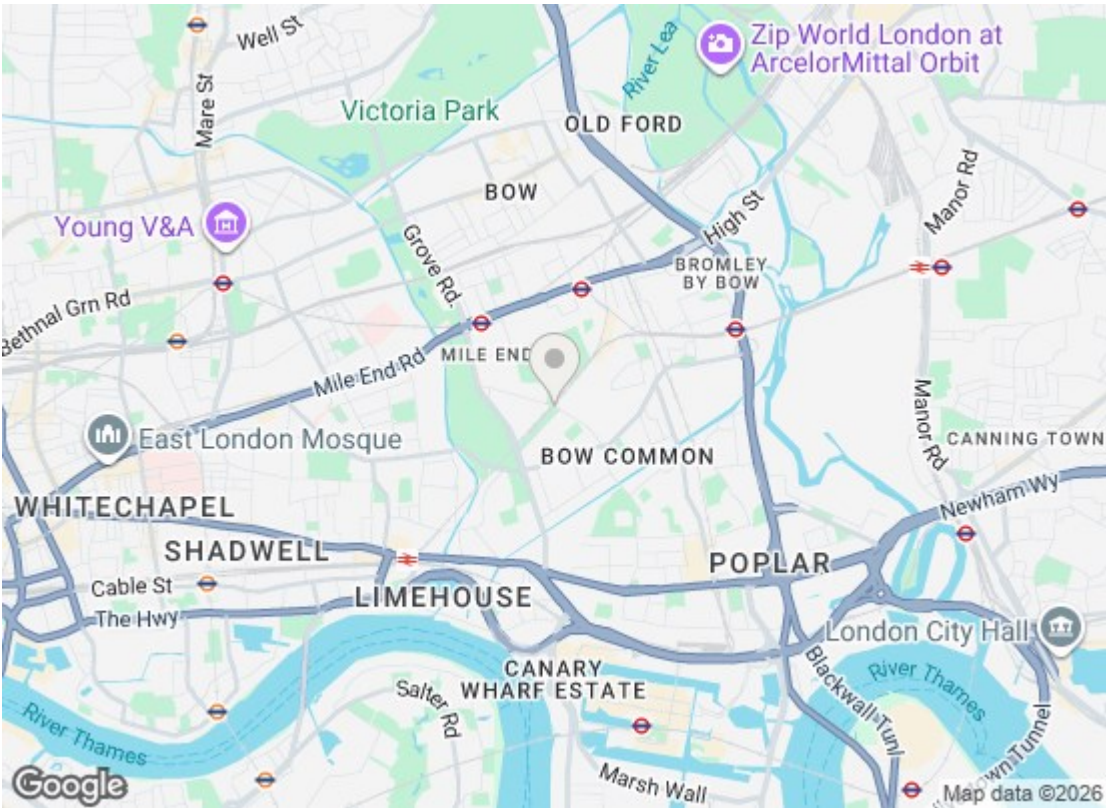 Well St
Zip World London at
ArcelorMittal Orbit
River Lea
Mare St
Victoria Park
OLD FORD
Manor Rd
BOW
Young V&A
High St
Grove Rd.
BROMLEY
BY BOW
Bethnal Grn Rd
MILE END
Mile End Rd
Manor Rd
East London Mosque
CANNING TOWN
BOW COMMON
Newham Wy
WHITECHAPEL
SHADWELL
POPLAR
Cable St
LIMEHOUSE
The Hwy
London City Hall
CANARY
WHARF ESTATE
Salter Rd
Blackwall Tunl
River Thames
River Thames
Marsh Wall
own Tunnel
Google
Map data ©2026